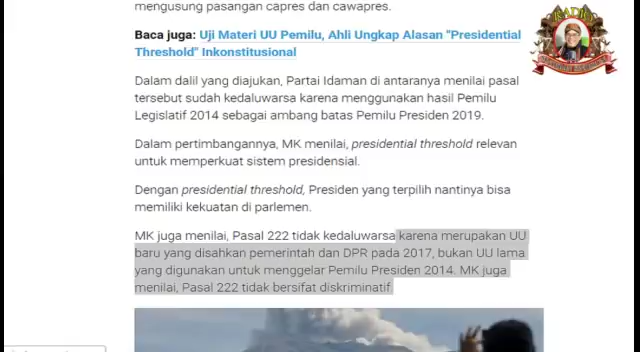 mengusung pasangan capres dan cawapres.
Baca juga: Uji Materi UU Pemilu, Ahli Ungkap Alasan "Presidential
Threshold" Inkonstitusional
Dalam dalil yang diajukan, Partai Idaman di antaranya menilai pasal
tersebut sudah kedaluwarsa karena menggunakan hasil Pemilu
Legislatif 2014 sebagai ambang batas Pemilu Presiden 2019.
Dalam pertimbangannya, MK menilai, presidential threshold relevan
untuk memperkuat sistem presidensial.
Dengan presidential threshold, Presiden yang terpilih nantinya bisa
memiliki kekuatan di parlemen.
MK juga menilai, Pasal 222 tidak kedaluwarsa karena merupakan UU
baru yang disahkan pemerintah dan DPR pada 2017, bukan UU lama
yang digunakan untuk menggelar Pemilu Presiden 2014. MK juga
menilai, Pasal 222 tidak bersifat diskriminatif